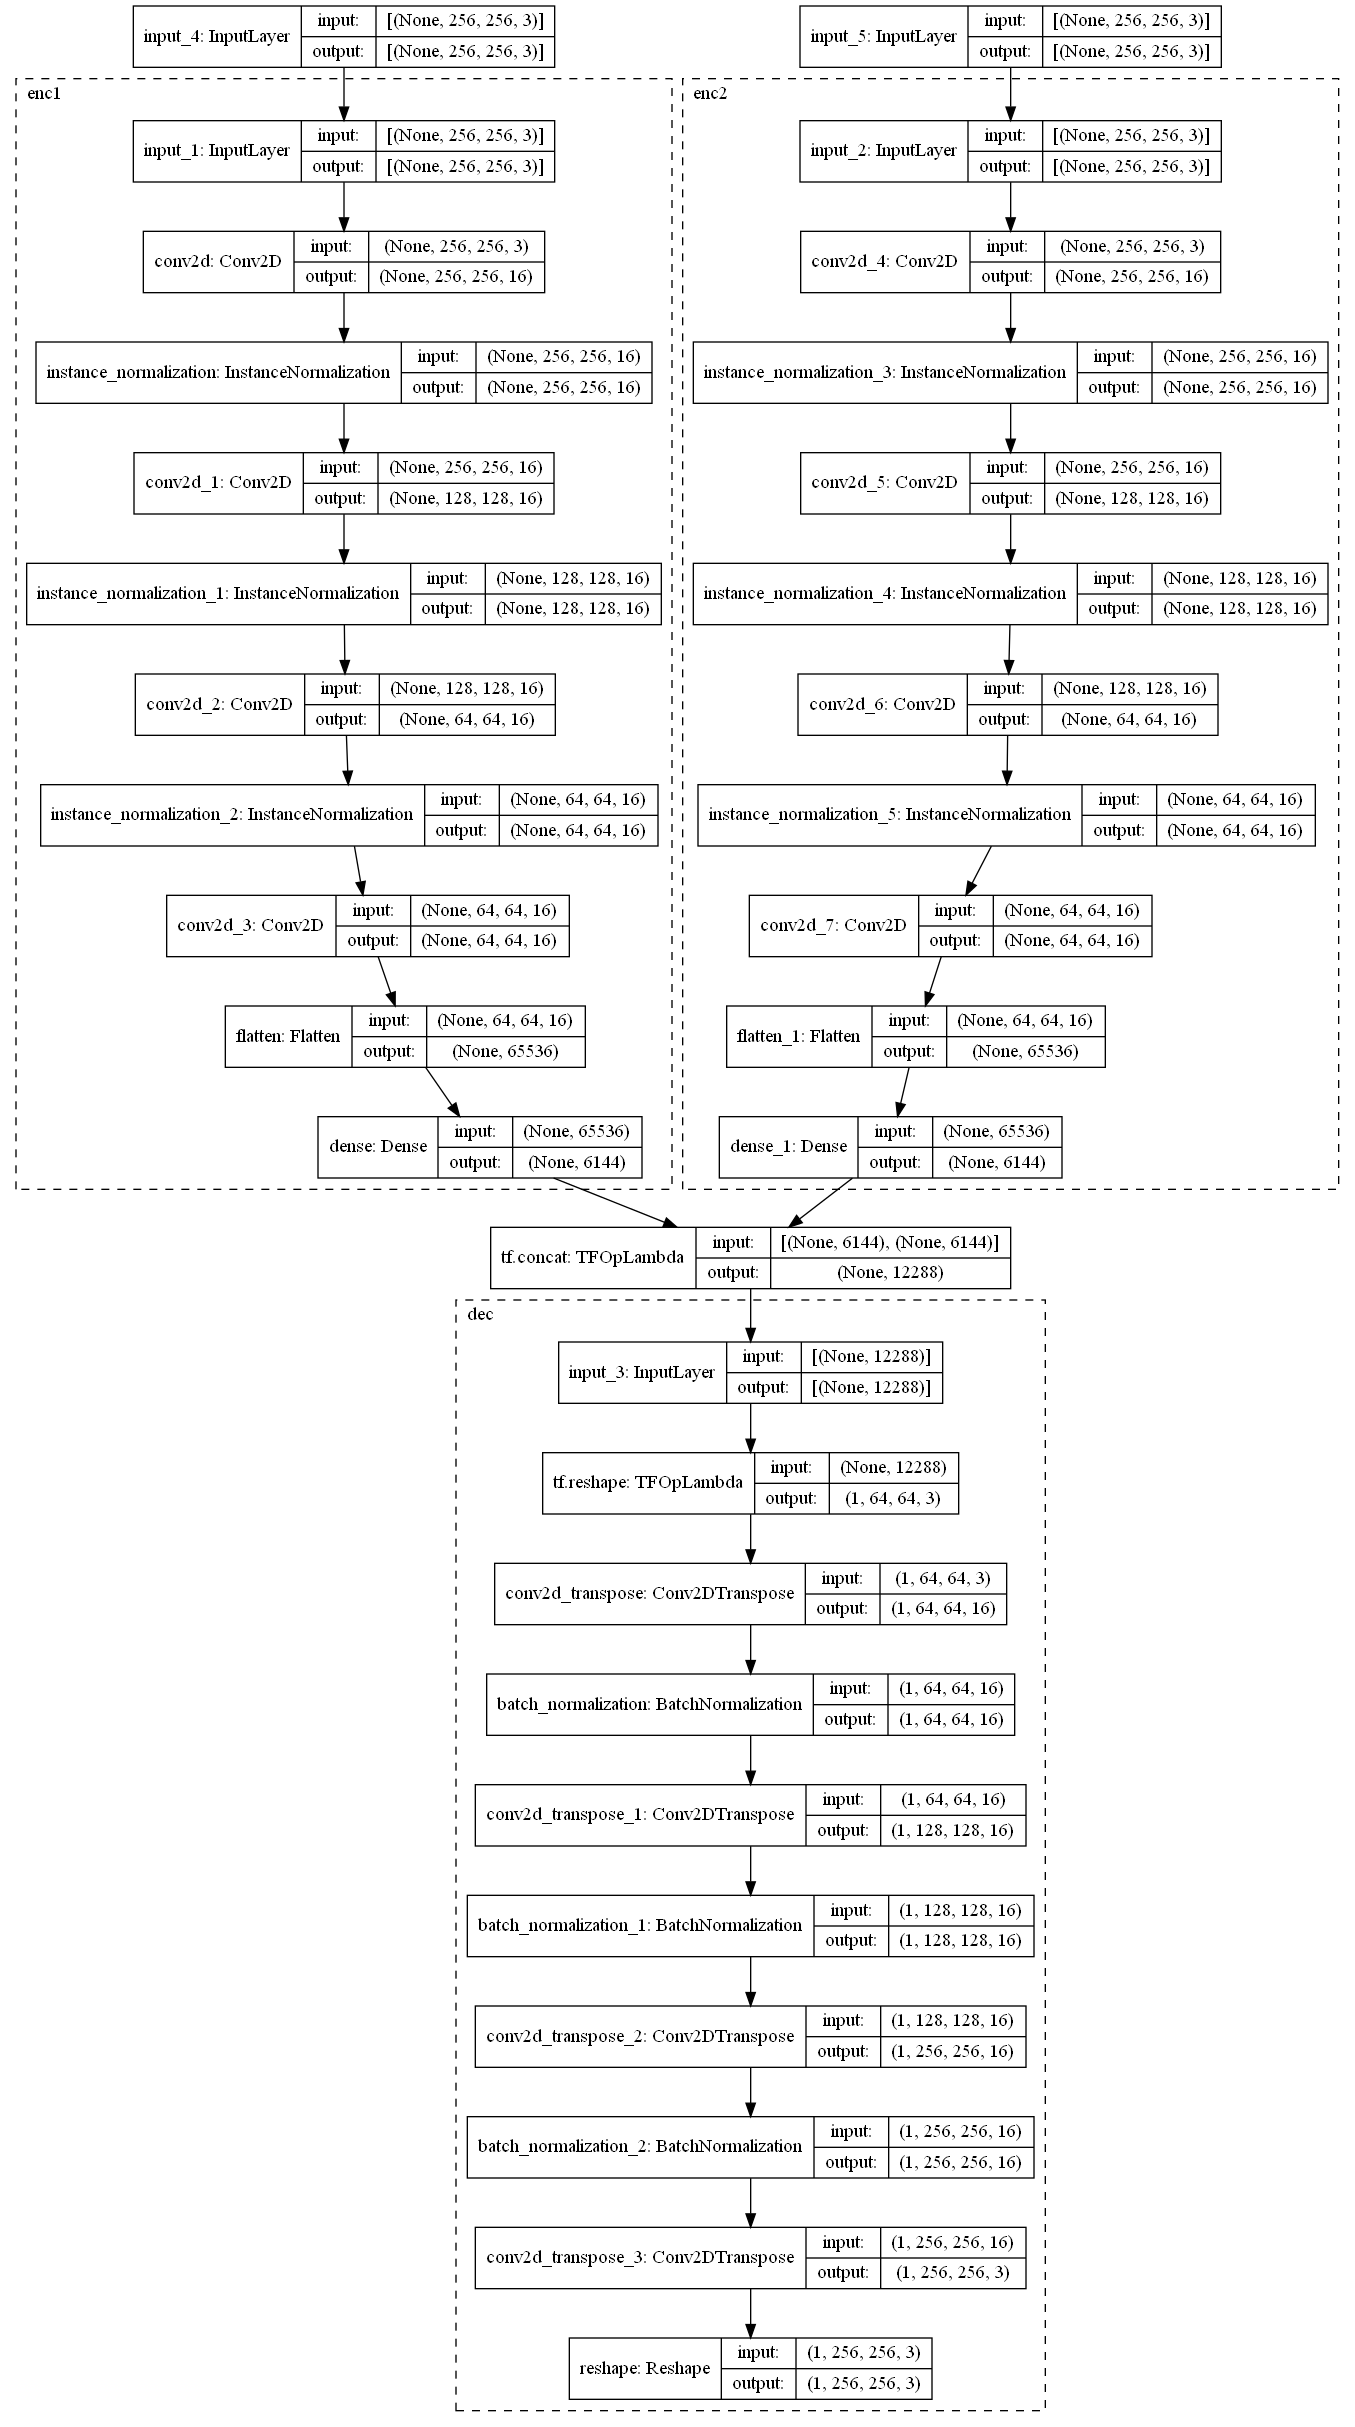 input_4: InputLayer
input: [(None, 256, 256, 3)]
output: [(None, 256, 256, 3)]
input_5: InputLayer
input: [(None, 256, 256, 3)]
output: [(None, 256, 256, 3)]
enc1
input_1: InputLayer
input: [(None, 256, 256, 3)]
output: [(None, 256, 256, 3)]
conv2d: Conv2D
input: (None, 256, 256, 3)
output: (None, 256, 256, 16)
instance_normalization: InstanceNormalization
input: (None, 256, 256, 16)
output: (None, 256, 256, 16)
conv2d_1: Conv2D
input: (None, 256, 256, 16)
output: (None, 128, 128, 16)
instance_normalization_1: InstanceNormalization
input: (None, 128, 128, 16)
output: (None, 128, 128, 16)
conv2d_2: Conv2D
input: (None, 128, 128, 16)
output: (None, 64, 64, 16)
instance_normalization_2: InstanceNormalization
input: (None, 64, 64, 16)
output: (None, 64, 64, 16)
conv2d_3: Conv2D
input: (None, 64, 64, 16)
output: (None, 64, 64, 16)
flatten: Flatten
input: (None, 64, 64, 16)
output: (None, 65536)
dense: Dense
input: (None, 65536)
output: (None, 6144)
enc2
input_2: InputLayer
input: [(None, 256, 256, 3)]
output: [(None, 256, 256, 3)]
conv2d_4: Conv2D
input: (None, 256, 256, 3)
output: (None, 256, 256, 16)
instance_normalization_3: InstanceNormalization
input: (None, 256, 256, 16)
output: (None, 256, 256, 16)
conv2d_5: Conv2D
input: (None, 256, 256, 16)
output: (None, 128, 128, 16)
instance_normalization_4: InstanceNormalization
input: (None, 128, 128, 16)
output: (None, 128, 128, 16)
conv2d_6: Conv2D
input: (None, 128, 128, 16)
output: (None, 64, 64, 16)
instance_normalization_5: InstanceNormalization
input: (None, 64, 64, 16)
output: (None, 64, 64, 16)
conv2d_7: Conv2D
input: (None, 64, 64, 16)
output: (None, 64, 64, 16)
flatten_1: Flatten
input: (None, 64, 64, 16)
output: (None, 65536)
dense_1: Dense
input: (None, 65536)
output: (None, 6144)
tf.concat: TFOpLambda
input: [(None, 6144), (None, 6144)]
output: (None, 12288)
dec
input_3: InputLayer
input: [(None, 12288)]
output: [(None, 12288)]
tf.reshape: TFOpLambda
input: (None, 12288)
output: (1, 64, 64, 3)
conv2d_transpose: Conv2DTranspose
input: (1, 64, 64, 3)
output: (1, 64, 64, 16)
batch_normalization: BatchNormalization
input: (1, 64, 64, 16)
output: (1, 64, 64, 16)
conv2d_transpose_1: Conv2DTranspose
input: (1, 64, 64, 16)
output: (1, 128, 128, 16)
batch_normalization_1: BatchNormalization
input: (1, 128, 128, 16)
output: (1, 128, 128, 16)
conv2d_transpose_2: Conv2DTranspose
input: (1, 128, 128, 16)
output: (1, 256, 256, 16)
batch_normalization_2: BatchNormalization
input: (1, 256, 256, 16)
output: (1, 256, 256, 16)
conv2d_transpose_3: Conv2DTranspose
input: (1, 256, 256, 16)
output: (1, 256, 256, 3)
reshape: Reshape
input: (1, 256, 256, 3)
output: (1, 256, 256, 3)